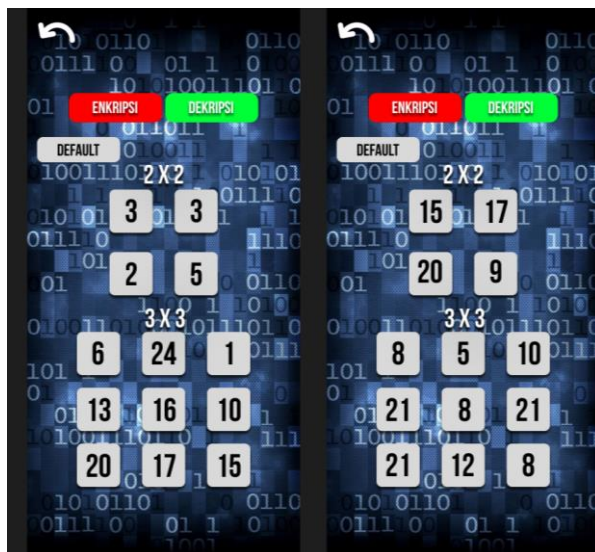 ENKRIPSI DEKRIPSI
DEFAULT
2 X 2
3 3
2 5
3 X 3
6 24 1
13 16 10
20 17 15
ENKRIPSI DEKRIPSI
DEFAULT
2 X 2
15 17
20 9
3 X 3
8 5 10
21 8 21
21 12 8